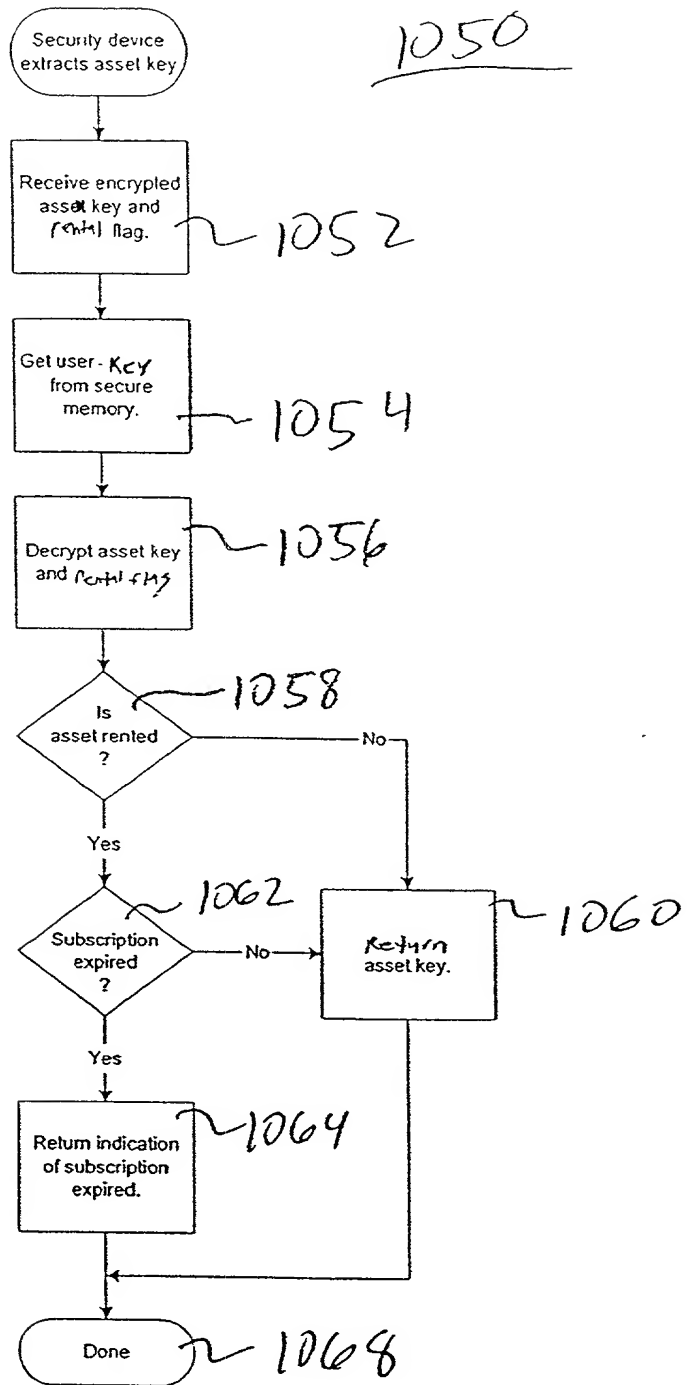 Security device
extracts asset key
1050
Receive encrypted
asset key and
rental flag.
1052
Get user-Key
from secure
memory.
1054
Decrypt asset key
and rental flag
1056
Is
asset rented
?
1058
No
Yes
Subscription
expired
?
1062
No
Return
asset key.
1060
Yes
Return indication
of subscription
expired.
1064
Done
1068